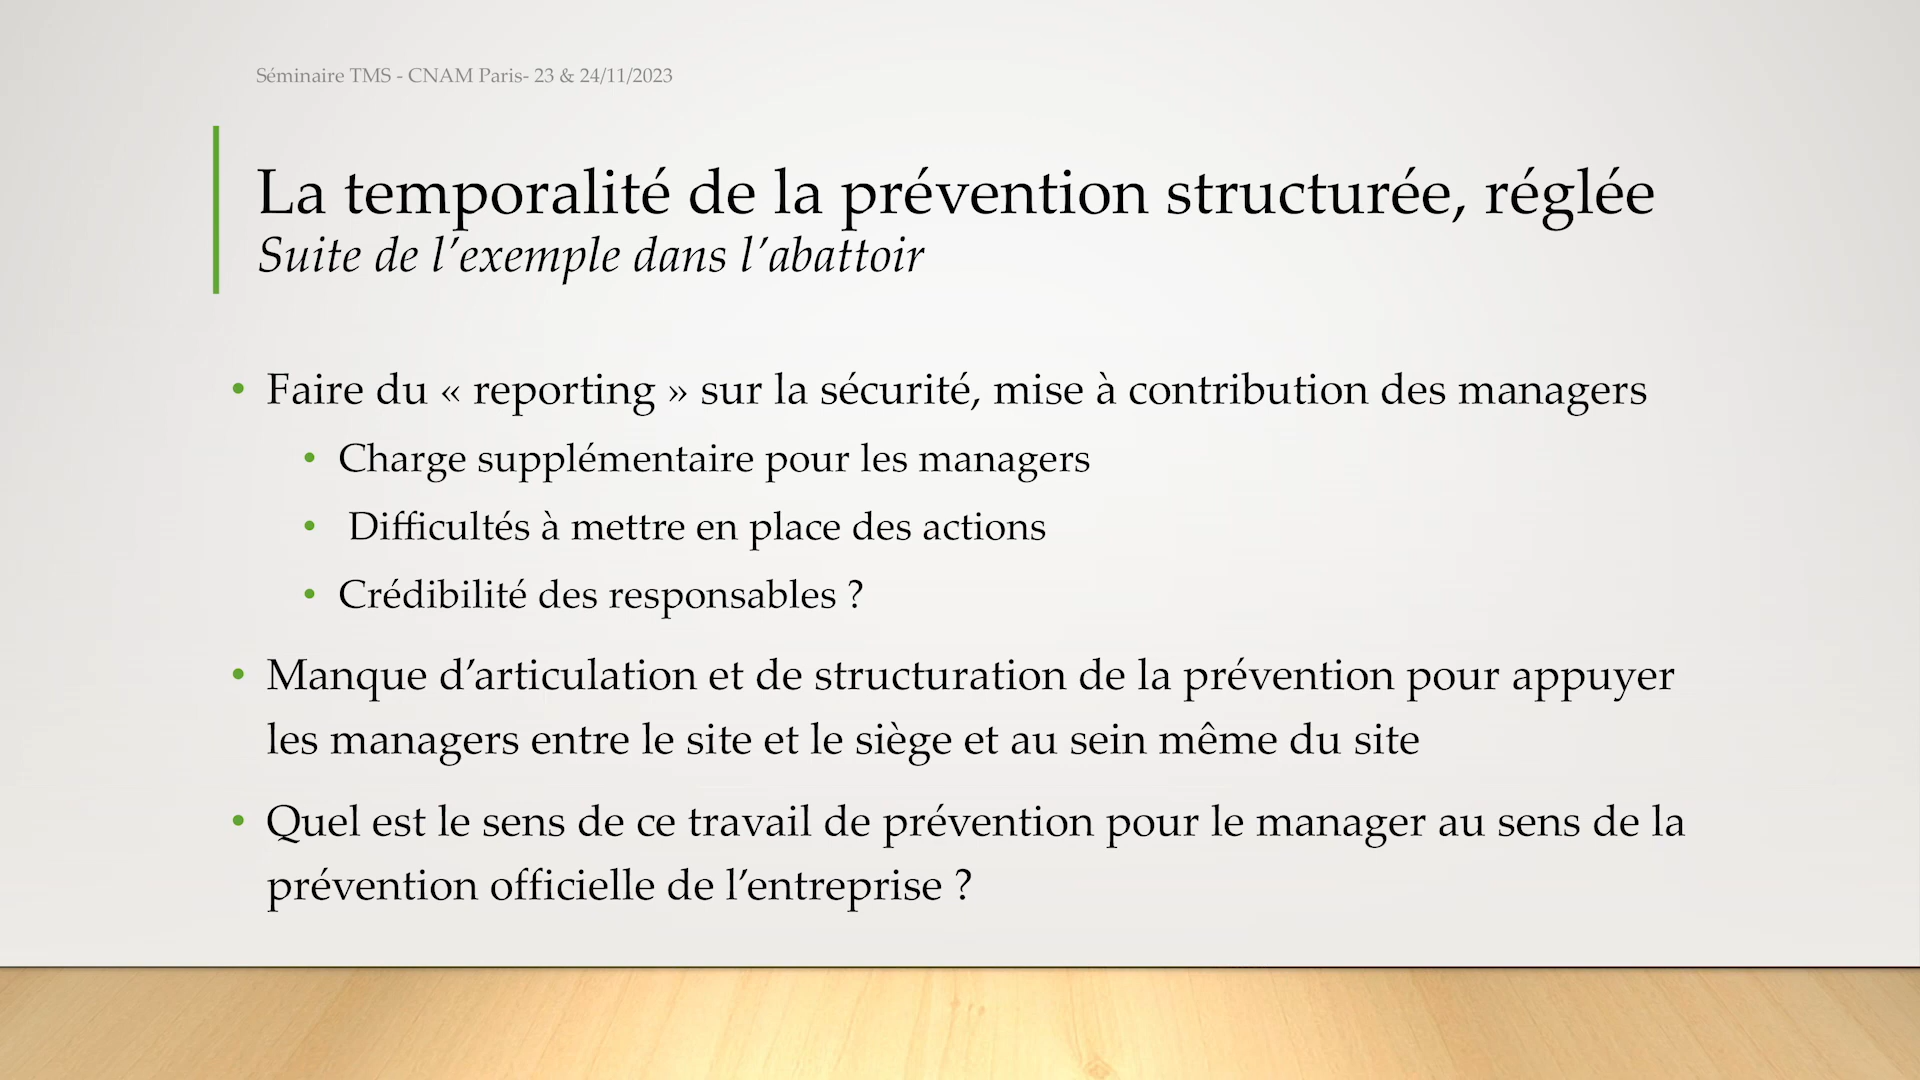 Séminaire TMS - CNAM Paris- 23 & 24/11/2023
La temporalité de la prévention structurée, réglée
Suite de l’exemple dans l’abattoir
• Faire du « reporting » sur la sécurité, mise à contribution des managers
• Charge supplémentaire pour les managers
• Difficultés à mettre en place des actions
• Crédibilité des responsables ?
• Manque d’articulation et de structuration de la prévention pour appuyer
les managers entre le site et le siège et au sein même du site
• Quel est le sens de ce travail de prévention pour le manager au sens de la
prévention officielle de l’entreprise ?